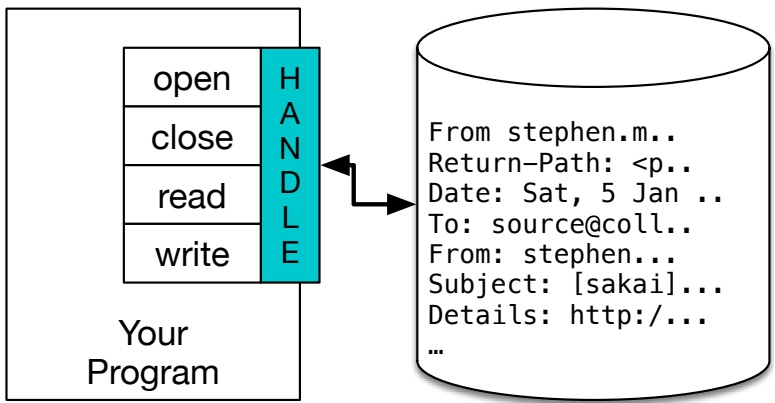 open
close
read
write
HANDLE
Your
Program
From stephen.m..
Return-Path: <p..
Date: Sat, 5 Jan ..
To: source@coll..
From: stephen...
Subject: [sakai]...
Details: http:/...
…